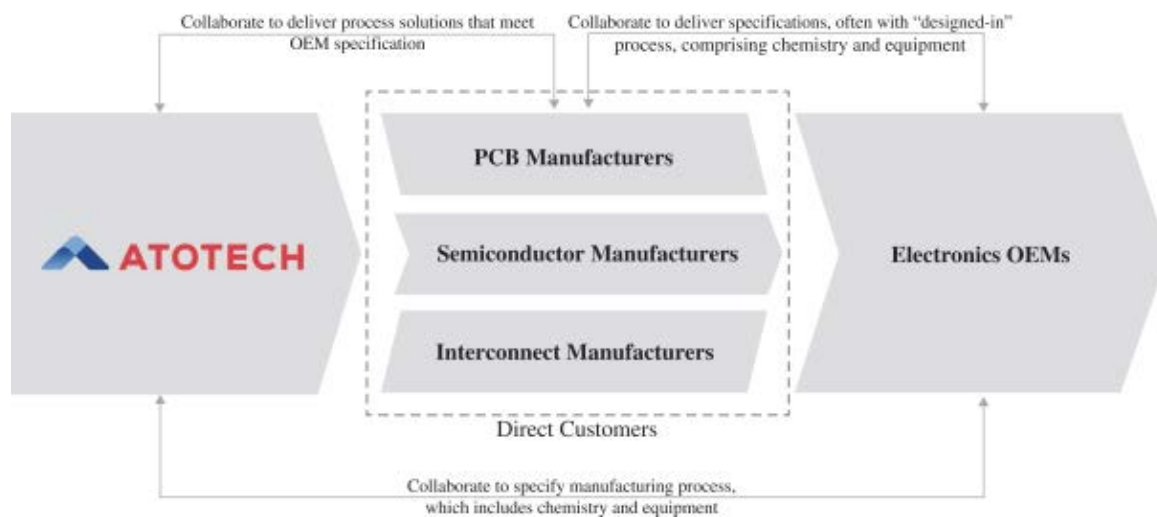 Collaborate to deliver process solutions that meet
OEM specification
Collaborate to deliver specifications, often with “designed-in”
process, comprising chemistry and equipment
ATOTECH
PCB Manufacturers
Semiconductor Manufacturers
Interconnect Manufacturers
Electronics OEMs
Direct Customers
Collaborate to specify manufacturing process,
which includes chemistry and equipment